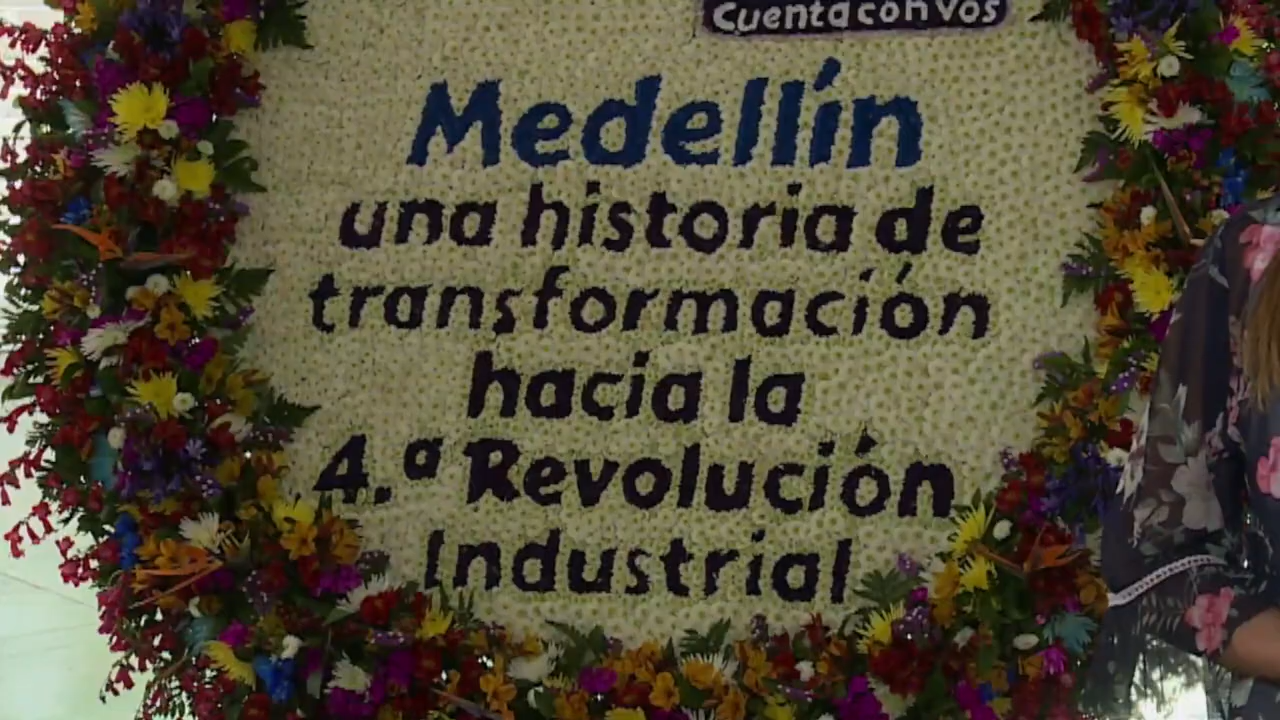 Cuenta con vos
Medellín
una historia de
transformación
hacia la
4.ª Revolución
Industrial